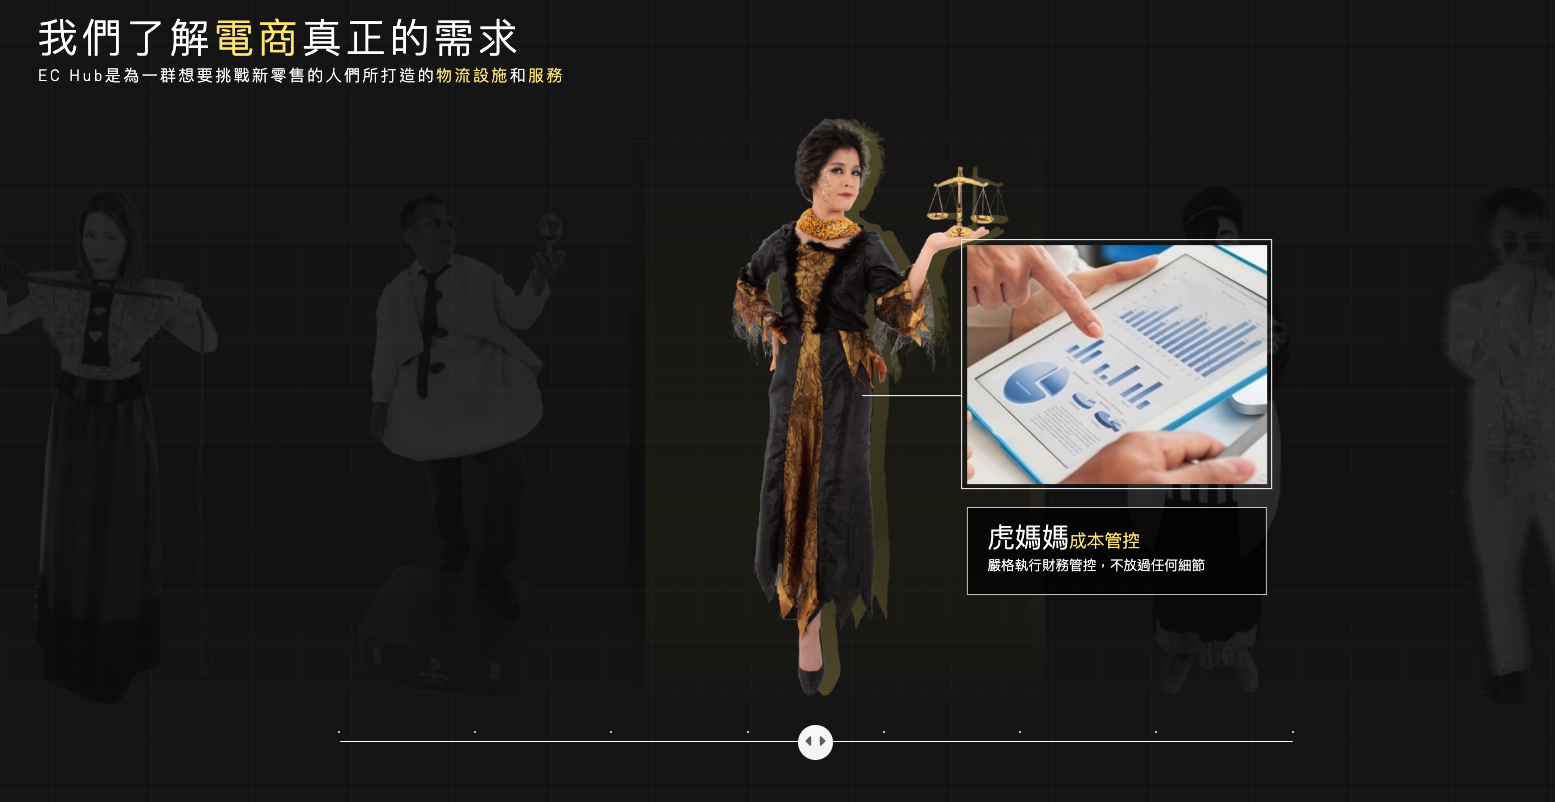 我們了解電商真正的需求
EC Hub是為一群想要挑戰新零售的人們所打造的物流設施和服務
虎媽媽成本管控
嚴格執行財務管控，不放過任何細節